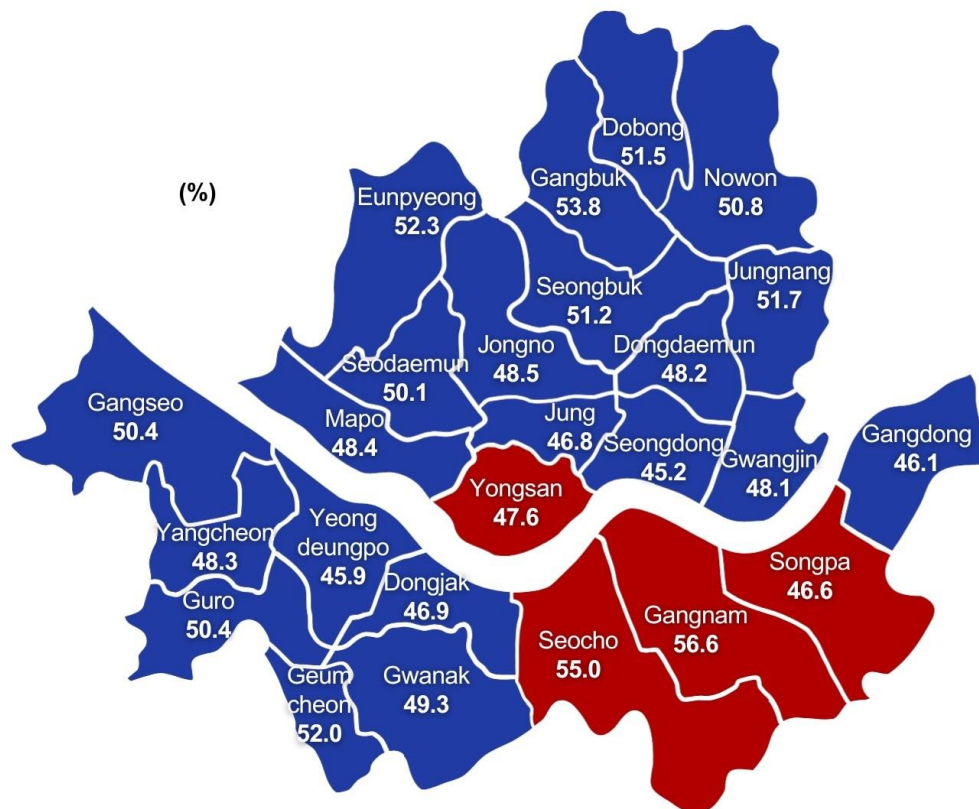 (%)
Dobong
51.5
Gangbuk
53.8
Nowon
50.8
Eunpyeong
52.3
Jungnang
51.7
Seongbuk
51.2
Jongno
48.5
Dongdaemun
48.2
Seodaemun
50.1
Gangseo
50.4
Mapo
48.4
Jung
46.8
Seongdong
45.2
Gwangjin
48.1
Gangdong
46.1
Yongsan
47.6
Yangcheon
48.3
Yeong
deungpo
45.9
Dongjak
46.9
Songpa
46.6
Guro
50.4
Seocho
55.0
Gangnam
56.6
Geum
cheon
52.0
Gwanak
49.3